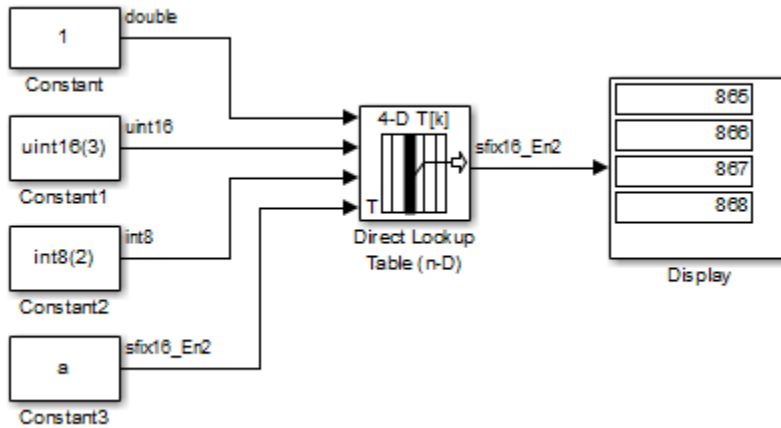 double
1
Constant
uint16
uint16(3)
Constant1
int8
int8(2)
Constant2
sfix16_En2
a
Constant3
4-D T[k]
T
Direct Lookup
Table (n-D)
sfix16_En2
865
866
867
868
Display